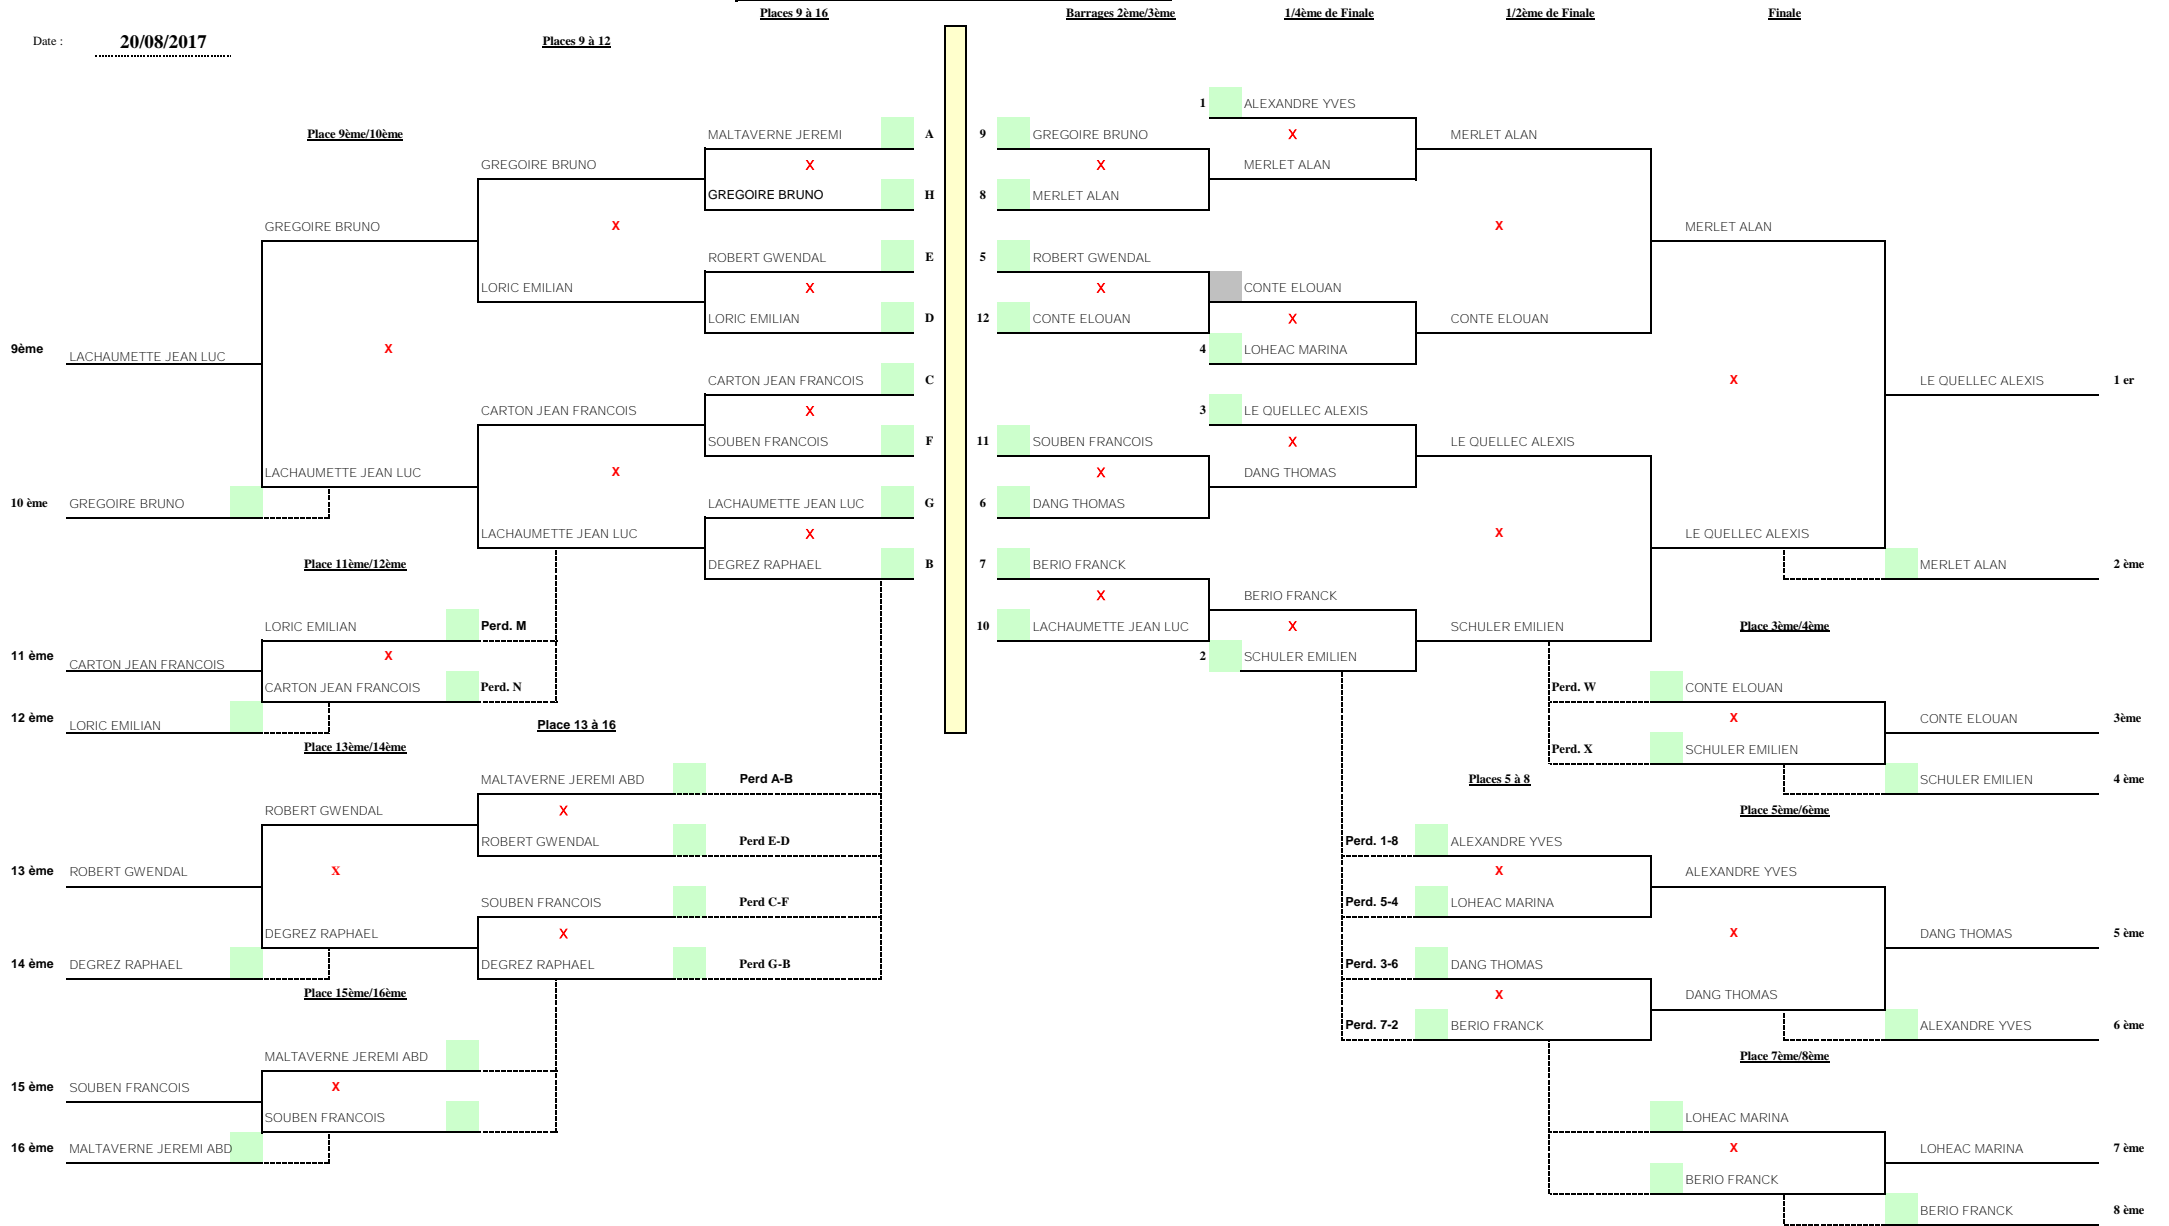 Places 9 à 16
Barrages 2ème/3ème
1/4ème de Finale
1/2ème de Finale
Finale
Date :
20/08/2017
Places 9 à 12
Place 9ème/10ème
MALTAVERNE JEREMI
A
GREGOIRE BRUNO
X
GREGOIRE BRUNO
H
GREGOIRE BRUNO
X
ROBERT GWENDAL
E
LORIC EMILIAN
X
LORIC EMILIAN
D
9ème
LACHAUMETTE JEAN LUC
X
CARTON JEAN FRANCOIS
C
CARTON JEAN FRANCOIS
X
SOUBEN FRANCOIS
F
LACHAUMETTE JEAN LUC
X
10 ème
GREGOIRE BRUNO
LACHAUMETTE JEAN LUC
G
LACHAUMETTE JEAN LUC
X
Place 11ème/12ème
DEGREZ RAPHAEL
B
LORIC EMILIAN
Perd. M
11 ème
CARTON JEAN FRANCOIS
X
CARTON JEAN FRANCOIS
Perd. N
12 ème
LORIC EMILIAN
Place 13 à 16
Place 13ème/14ème
MALTAVERNE JEREMI ABD
Perd A-B
ROBERT GWENDAL
X
ROBERT GWENDAL
Perd E-D
13 ème
ROBERT GWENDAL
X
SOUBEN FRANCOIS
Perd C-F
DEGREZ RAPHAEL
X
14 ème
DEGREZ RAPHAEL
DEGREZ RAPHAEL
Perd G-B
Place 15ème/16ème
MALTAVERNE JEREMI ABD
15 ème
SOUBEN FRANCOIS
X
SOUBEN FRANCOIS
16 ème
MALTAVERNE JEREMI ABD
1
ALEXANDRE YVES
9
GREGOIRE BRUNO
X
MERLET ALAN
X
MERLET ALAN
8
MERLET ALAN
X
MERLET ALAN
5
ROBERT GWENDAL
X
CONTE ELOUAN
12
CONTE ELOUAN
X
CONTE ELOUAN
4
LOHEAC MARINA
X
LE QUELLEC ALEXIS
1 er
3
LE QUELLEC ALEXIS
11
SOUBEN FRANCOIS
X
LE QUELLEC ALEXIS
X
DANG THOMAS
6
DANG THOMAS
X
LE QUELLEC ALEXIS
7
BERIO FRANCK
MERLET ALAN
2 ème
X
BERIO FRANCK
10
LACHAUMETTE JEAN LUC
X
SCHULER EMILIEN
Place 3ème/4ème
2
SCHULER EMILIEN
Perd. W
CONTE ELOUAN
X
CONTE ELOUAN
3ème
Perd. X
SCHULER EMILIEN
Places 5 à 8
SCHULER EMILIEN
4 ème
Place 5ème/6ème
Perd. 1-8
ALEXANDRE YVES
X
ALEXANDRE YVES
Perd. 5-4
LOHEAC MARINA
X
DANG THOMAS
5 ème
Perd. 3-6
DANG THOMAS
X
DANG THOMAS
Perd. 7-2
BERIO FRANCK
ALEXANDRE YVES
6 ème
Place 7ème/8ème
LOHEAC MARINA
X
LOHEAC MARINA
7 ème
BERIO FRANCK
BERIO FRANCK
8 ème